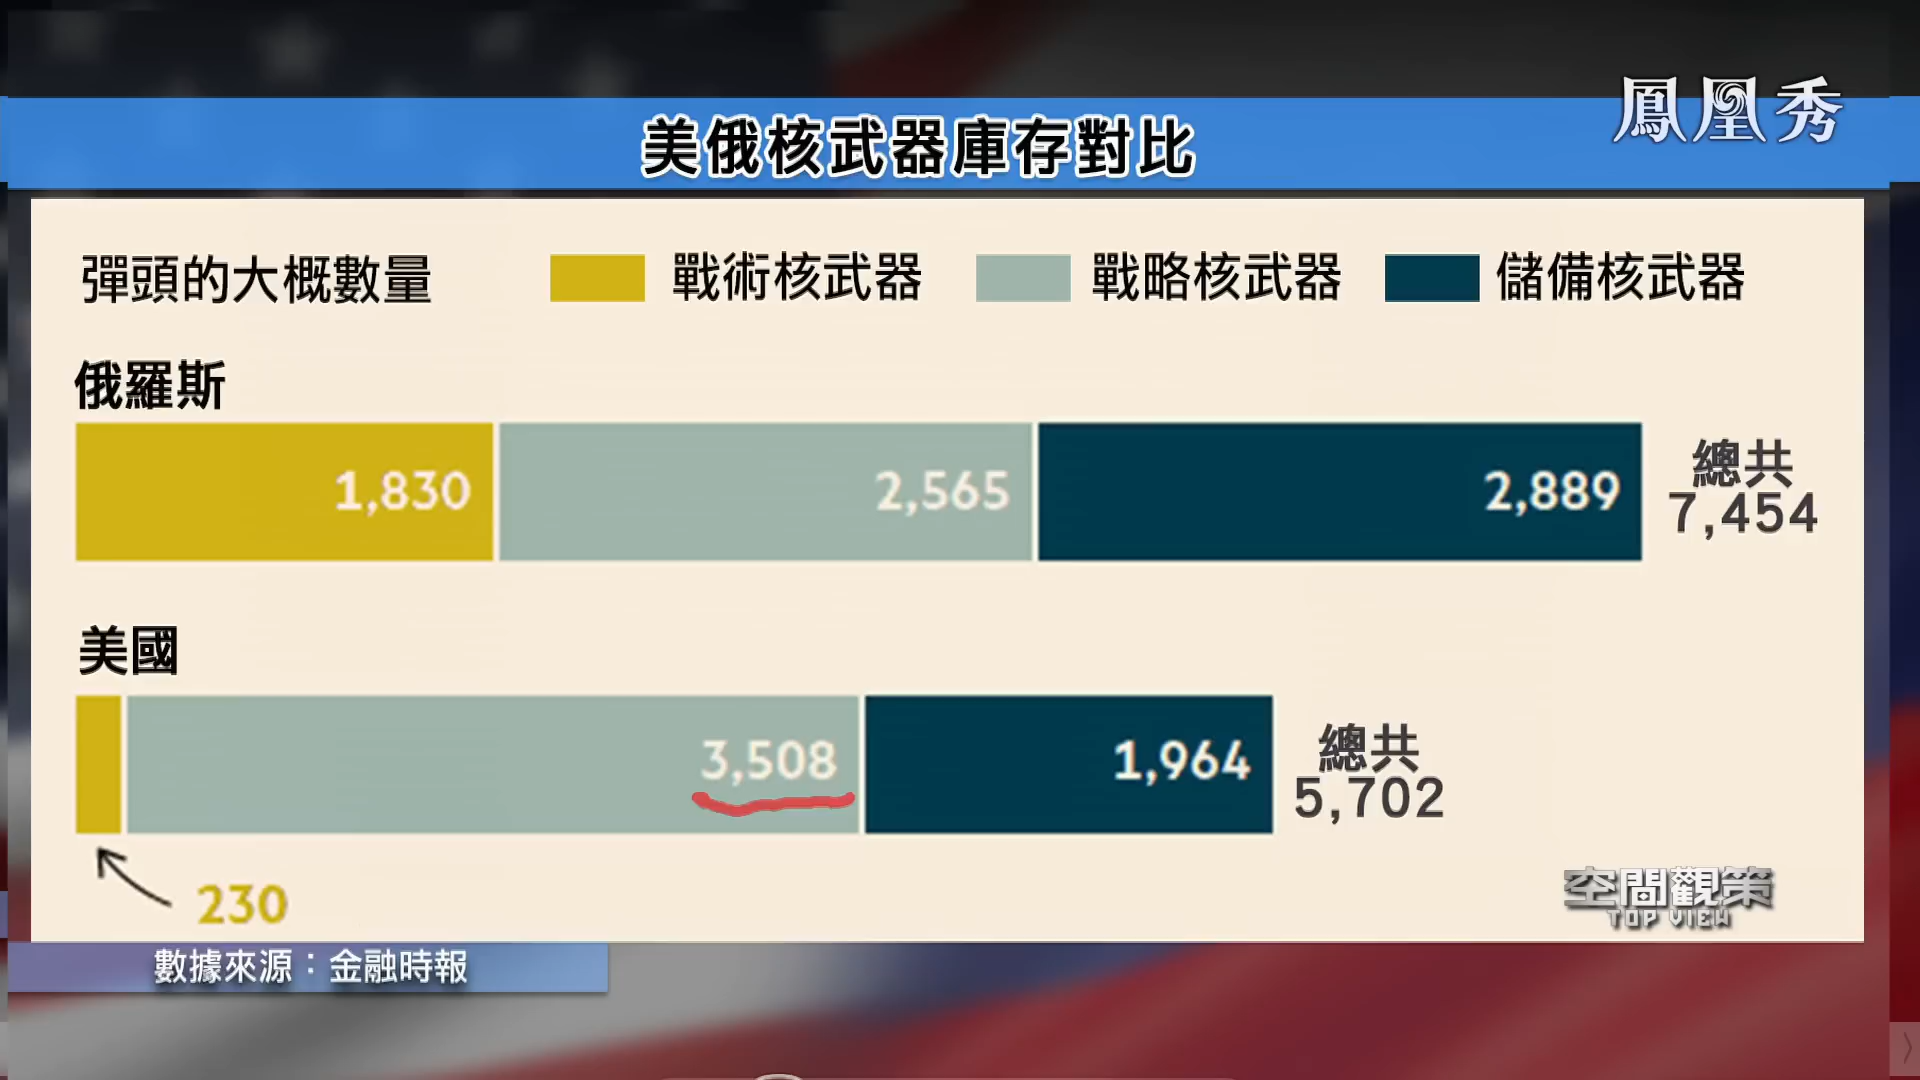 鳳凰秀
美俄核武器庫存對比
彈頭的大概數量 戰術核武器 戰略核武器 儲備核武器
俄羅斯
1,830 2,565 2,889 總共
7,454
美國
3,508 1,964 總共
5,702
230
空間觀策
TOP VIEW
數據來源：金融時報